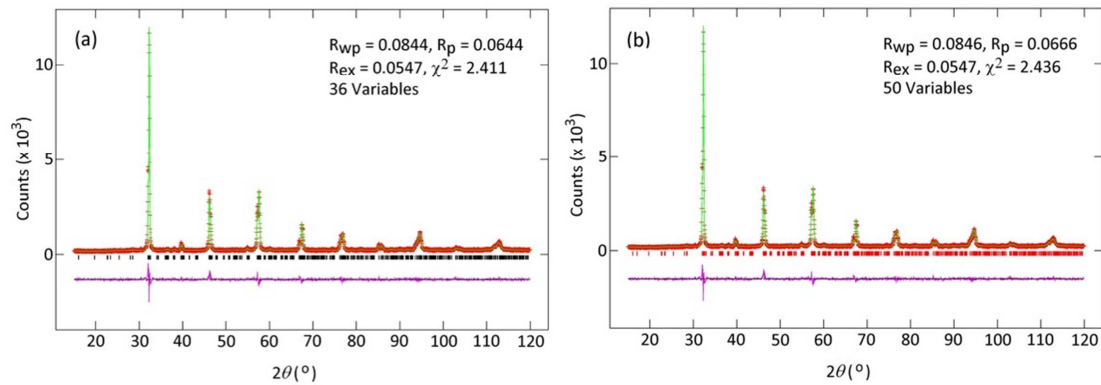 (a)
Rwp = 0.0844, Rp = 0.0644
Rex = 0.0547, χ² = 2.411
36 Variables
10
5
0
Counts (x 10³)
20 30 40 50 60 70 80 90 100 110 120
2θ (°)
(b)
Rwp = 0.0846, Rp = 0.0666
Rex = 0.0547, χ² = 2.436
50 Variables
10
5
0
Counts (x 10³)
20 30 40 50 60 70 80 90 100 110 120
2θ (°)